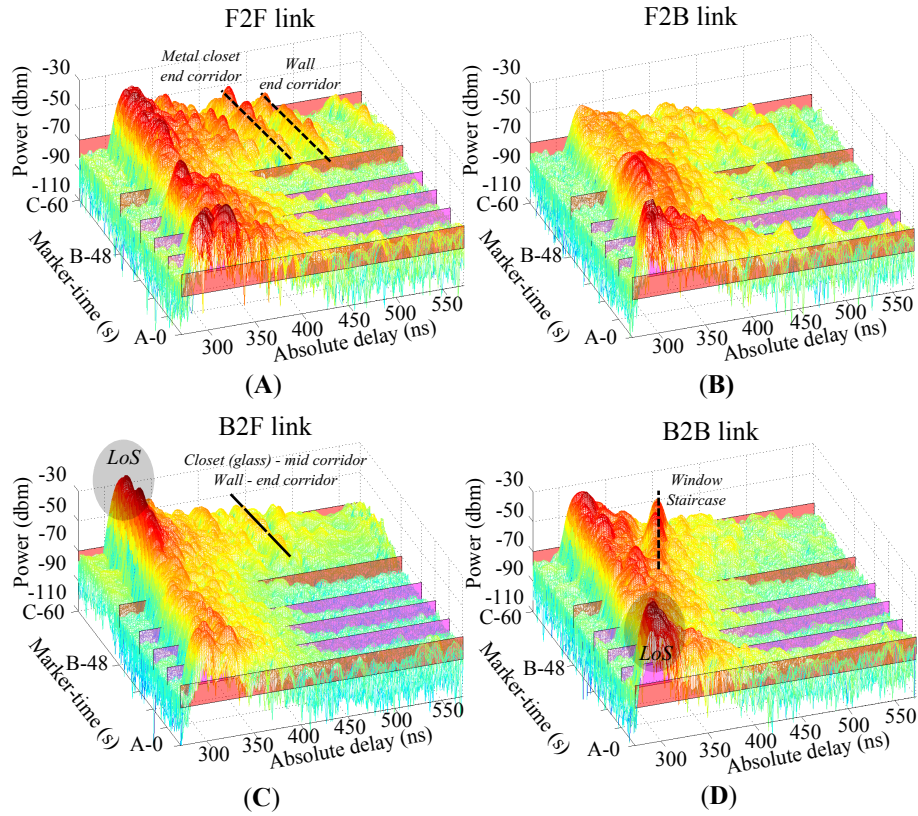 F2F link
Metal closet
end corridor
Wall
end corridor
Power (dbm)
-30
-50
-70
-90
-110
C-60
B-48
A-0
Marker-time (s)
300
350
400
450
500
550
Absolute delay (ns)
(A)
F2B link
Power (dbm)
-30
-50
-70
-90
-110
C-60
B-48
A-0
Marker-time (s)
300
350
400
450
500
550
Absolute delay (ns)
(B)
B2F link
LoS
Closet (glass) - mid corridor
Wall - end corridor
Power (dbm)
-30
-50
-70
-90
-110
C-60
B-48
A-0
Marker-time (s)
300
350
400
450
500
550
Absolute delay (ns)
(C)
B2B link
Window
Staircase
LoS
Power (dbm)
-30
-50
-70
-90
-110
C-60
B-48
A-0
Marker-time (s)
300
350
400
450
500
550
Absolute delay (ns)
(D)